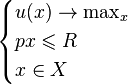 u(x) → max_x
px ⩽ R
x ∈ X